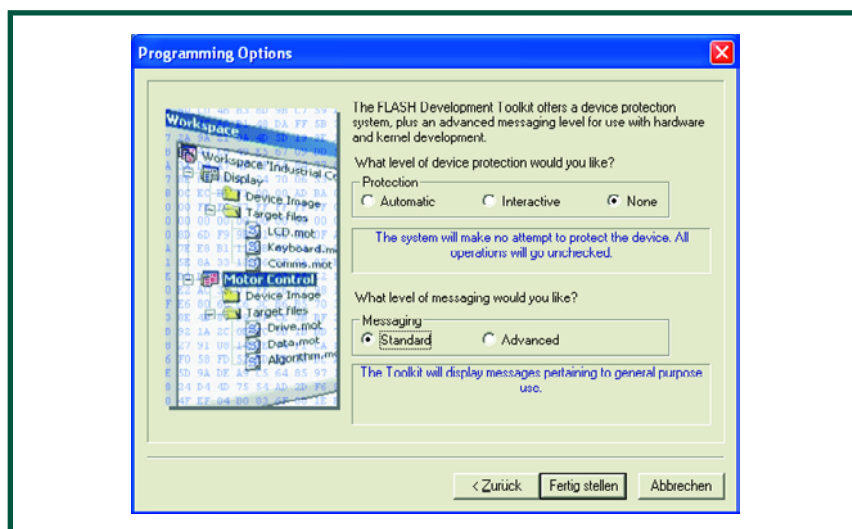 Programming Options
The FLASH Development Toolkit offers a device protection
system, plus an advanced messaging level for use with hardware
and kernel development.
What level of device protection would you like?
Protection
Automatic
Interactive
None
The system will make no attempt to protect the device. All
operations will go unchecked.
What level of messaging would you like?
Messaging
Standard
Advanced
The Toolkit will display messages pertaining to general purpose
use.
Workspace
Workspace 'Industrial Co
Display
Device Image
Target files
LCD.mot
Keyboard.m
Comms.mot
Motor Control
Device Image
Target files
Drive.mot
Data.mot
Algorithm.m
< Zurück
Fertig stellen
Abbrechen